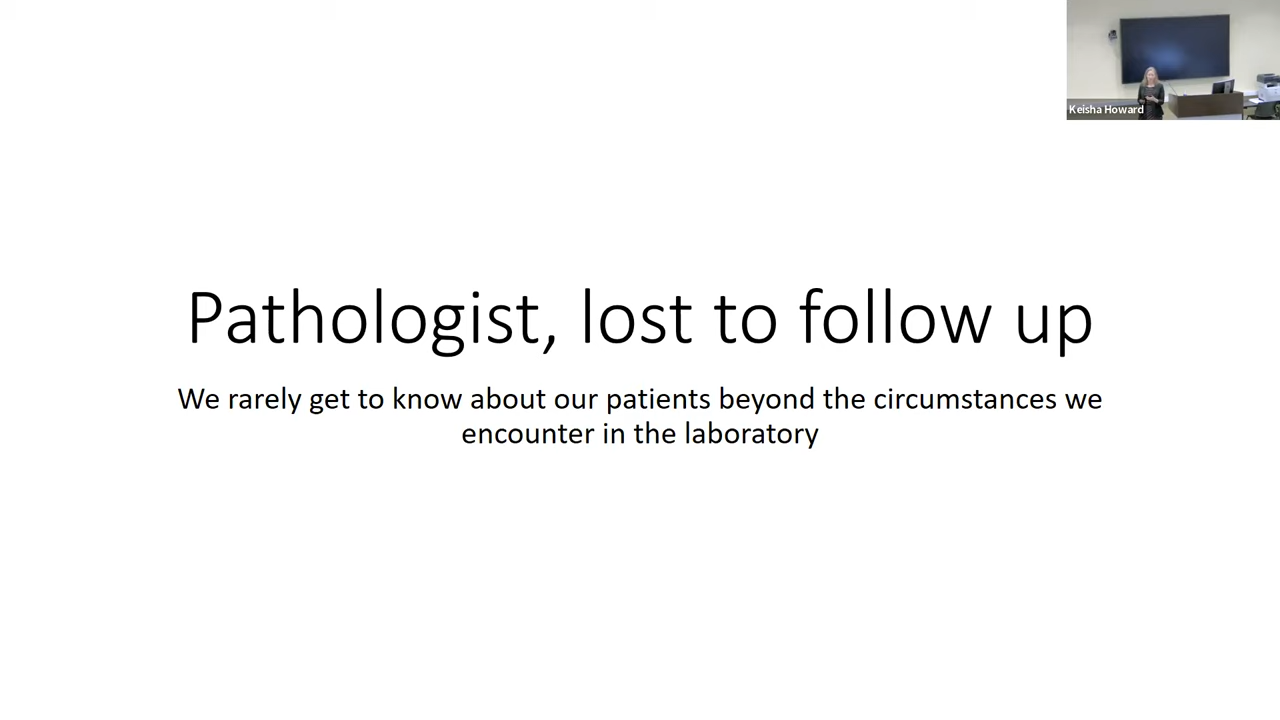 Keisha Howard
Pathologist, lost to follow up
We rarely get to know about our patients beyond the circumstances we
encounter in the laboratory